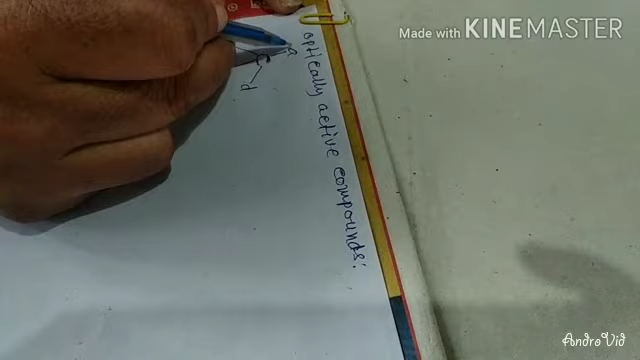 Made with KINEMASTER
optically active compounds:
a
c
d
AndroVid